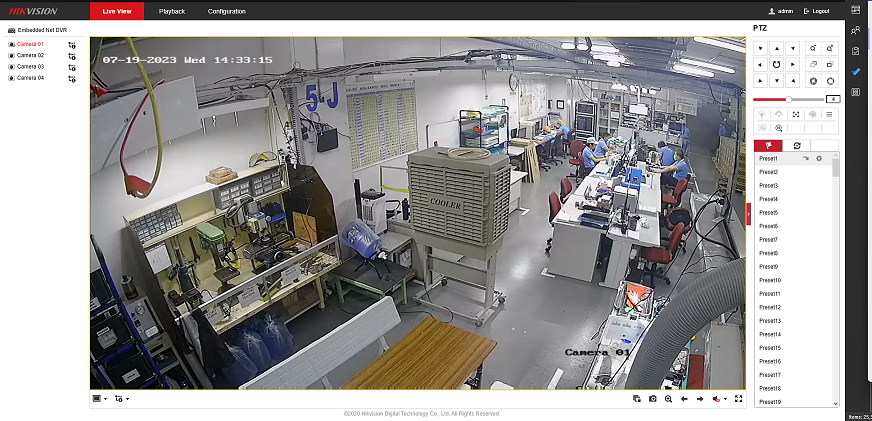 HIKVISION
Live View
Playback
Configuration
admin
Logout
Embedded Net DVR
Camera 01
Camera 02
Camera 03
Camera 04
07-19-2023 Wed 14:33:15
5
J
COOLER
Camera 01
PTZ
4
Preset1
Preset2
Preset3
Preset4
Preset5
Preset6
Preset7
Preset8
Preset9
Preset10
Preset11
Preset12
Preset13
Preset14
Preset15
Preset16
Preset17
Preset18
Preset19
©2020 Hikvision Digital Technology Co., Ltd. All Rights Reserved.